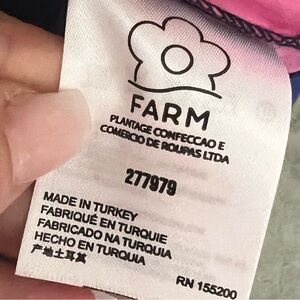 FARM
PLANTAGE CONFECCAO E
COMERCIO DE ROUPAS LTDA
277979
MADE IN TURKEY
FABRIQUÉ EN TURQUIE
FABRICADO NA TURQUIA
HECHO EN TURQUÍA
产地土耳其
RN 155200